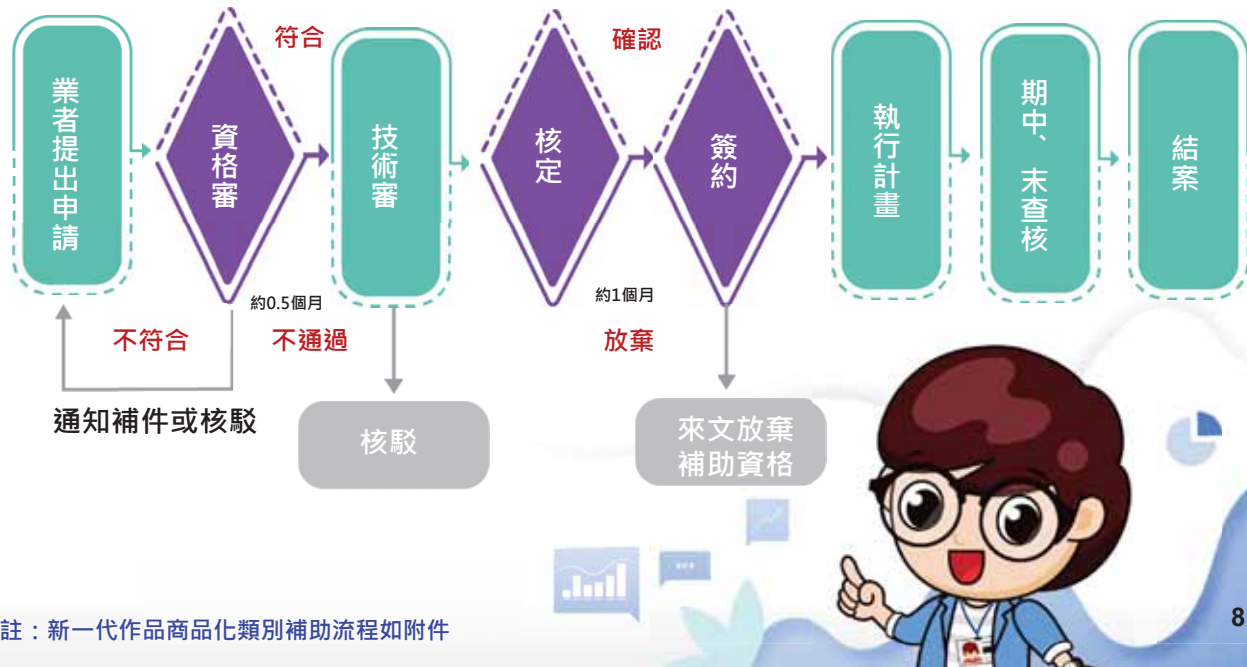 業者提出申請
資格審
符合
技術審
核定
確認
簽約
執行計畫
期中、末查核
結案
約0.5個月
約1個月
不符合
不通過
放棄
通知補件或核駁
核駁
來文放棄
補助資格
註：新一代作品商品化類別補助流程如附件
8